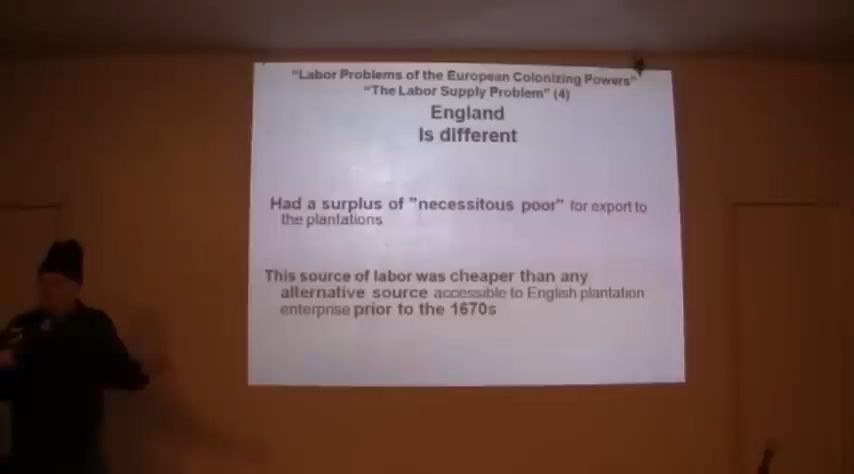 "Labor Problems of the European Colonizing Powers"
"The Labor Supply Problem" (4)
England
Is different
Had a surplus of "necessitous poor" for export to
the plantations
This source of labor was cheaper than any
alternative source accessible to English plantation
enterprise prior to the 1670s